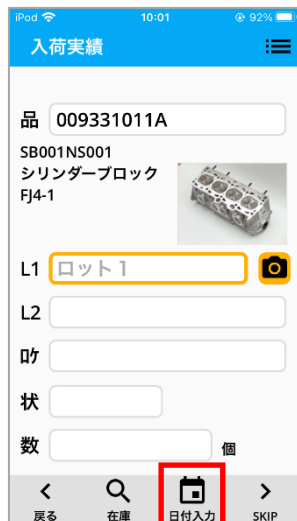 iPod 10:01 92%
入荷実績
品 009331011A
SB001NS001
シリンダーブロック
FJ4-1
L1 ロット1
L2
ﾛｹ
状
数 個
戻る 在庫 日付入力 SKIP